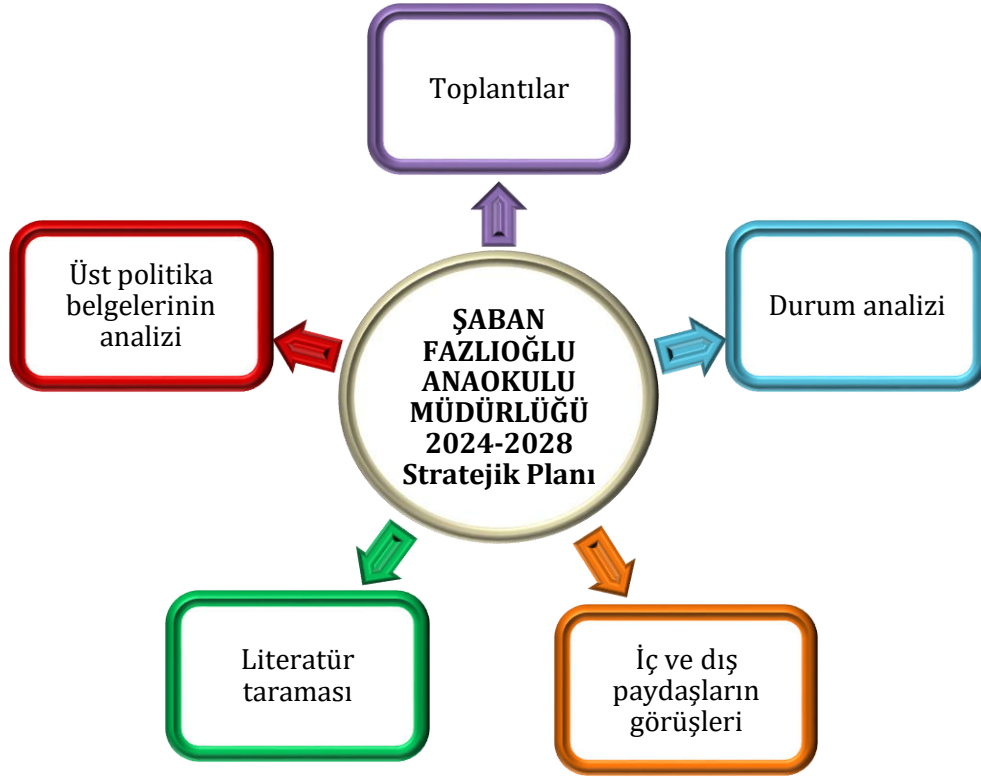 Toplantılar
Üst politika
belgelerinin
analizi
ŞABAN
FAZLIOĞLU
ANAOKULU
MÜDÜRLÜĞÜ
2024-2028
Stratejik Planı
Durum analizi
Literatür
taraması
İç ve dış
paydaşların
görüşleri